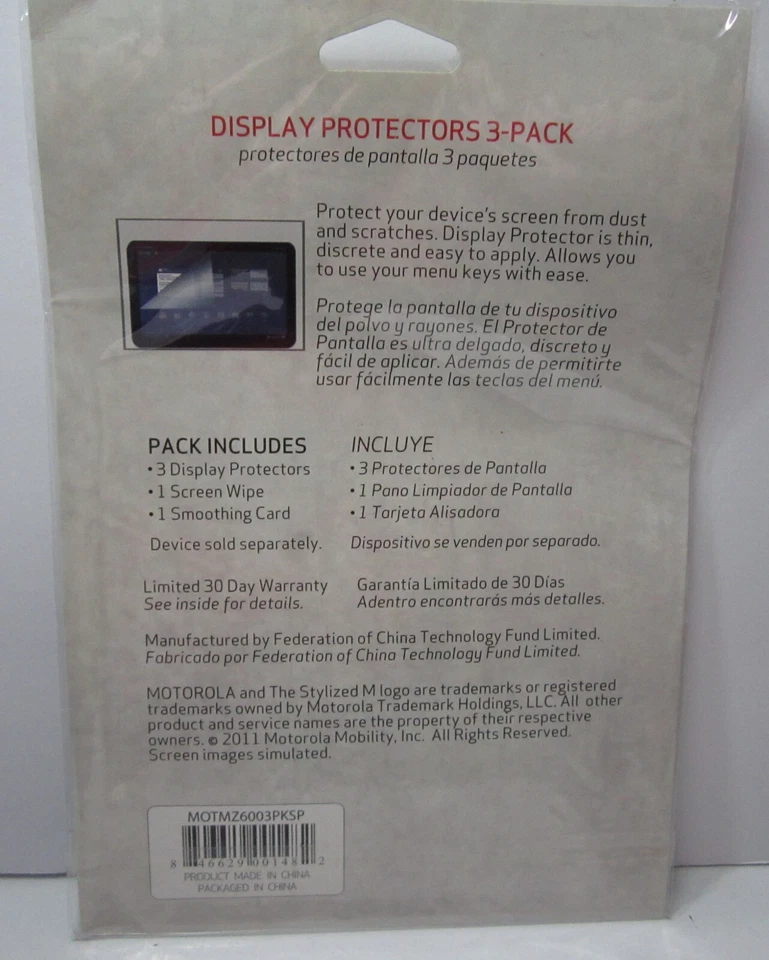 DISPLAY PROTECTORS 3-PACK
protectores de pantalla 3 paquetes
Protect your device's screen from dust
and scratches. Display Protector is thin,
discrete and easy to apply. Allows you
to use your menu keys with ease.
Protege la pantalla de tu dispositivo
del polvo y rayones. El Protector de
Pantalla es ultra delgado, discreto y
fácil de aplicar. Además de permitirte
usar fácilmente las teclas del menú.
PACK INCLUDES
• 3 Display Protectors
• 1 Screen Wipe
• 1 Smoothing Card
Device sold separately.
INCLUYE
• 3 Protectores de Pantalla
• 1 Pano Limpiador de Pantalla
• 1 Tarjeta Alisadora
Dispositivo se venden por separado.
Limited 30 Day Warranty
See inside for details.
Garantía Limitado de 30 Días
Adentro encontrarás más detalles.
Manufactured by Federation of China Technology Fund Limited.
Fabricado por Federation of China Technology Fund Limited.
MOTOROLA and The Stylized M logo are trademarks or registered
trademarks owned by Motorola Trademark Holdings, LLC. All other
product and service names are the property of their respective
owners. © 2011 Motorola Mobility, Inc. All Rights Reserved.
Screen images simulated.
MOTMZ6003PKSP
8 46629 00148 2
PRODUCT MADE IN CHINA
PACKAGED IN CHINA